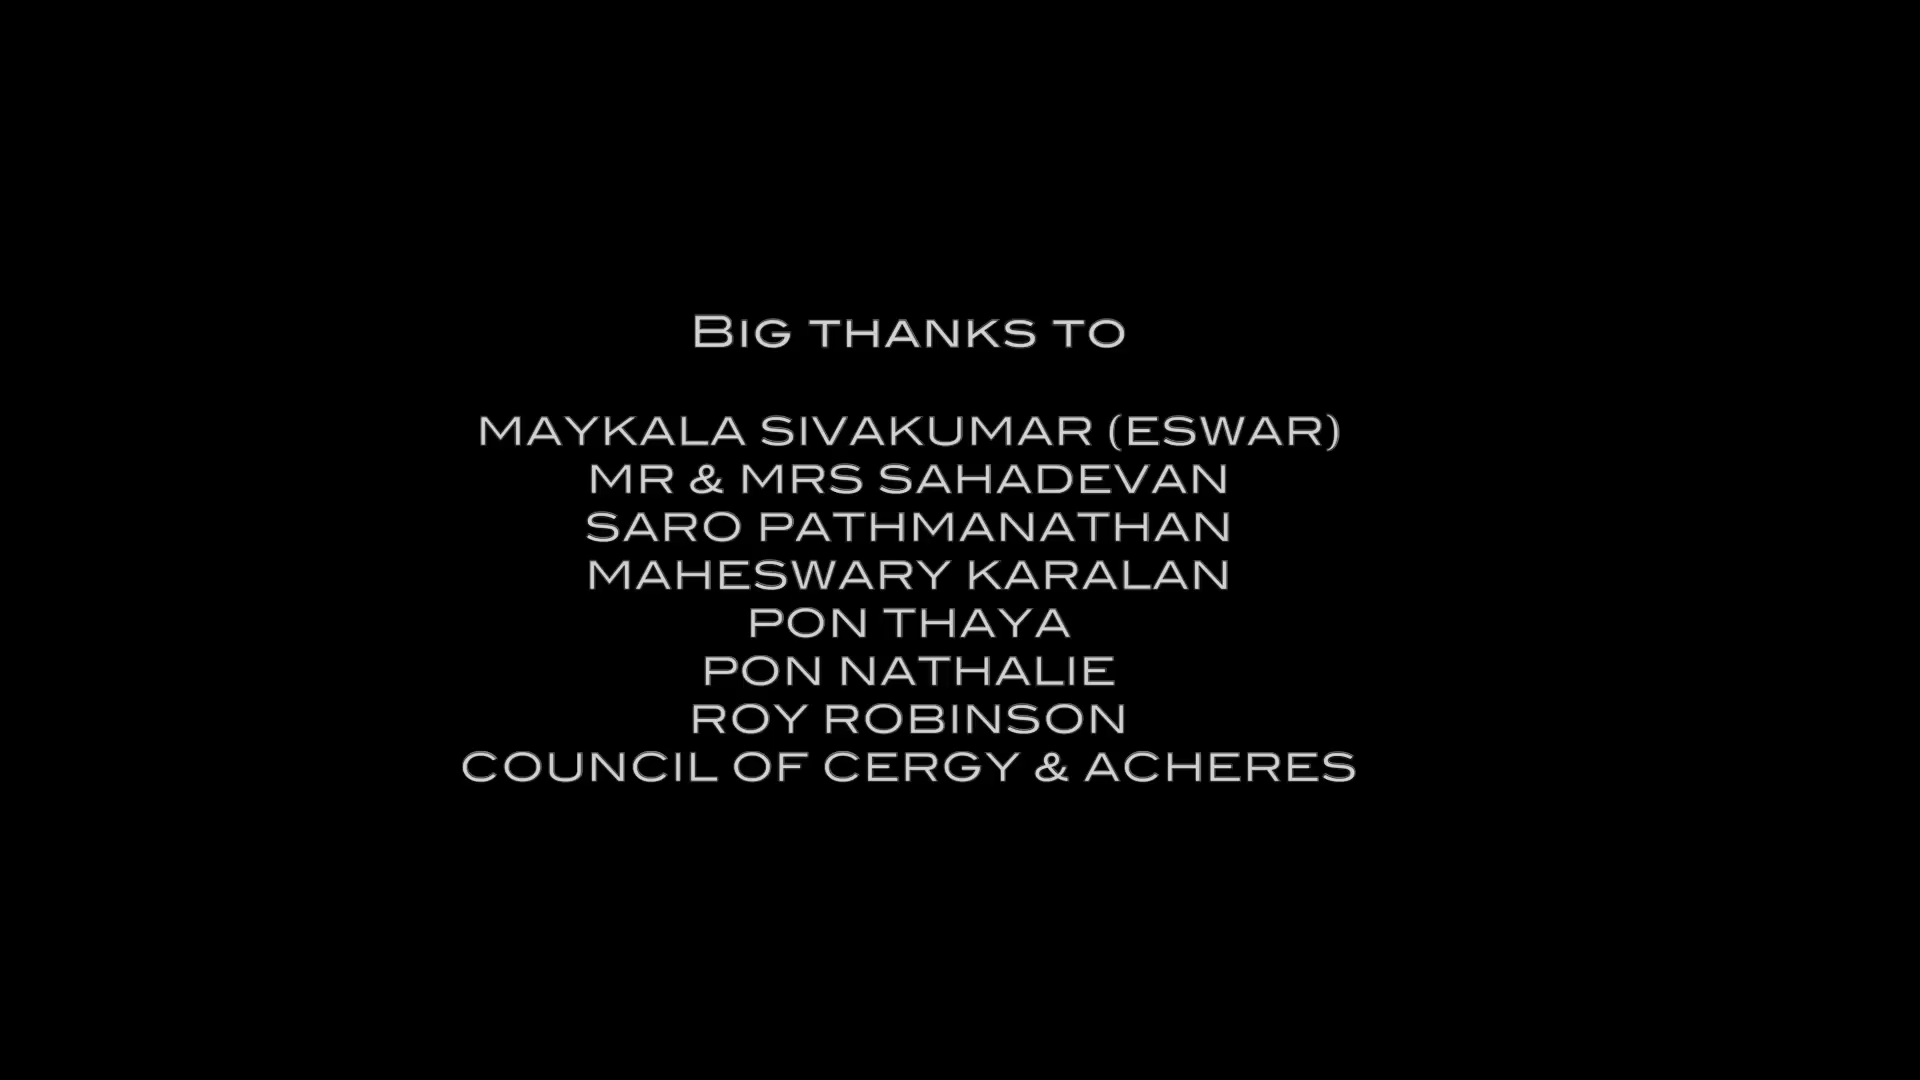 Big thanks to
MAYKALA SIVAKUMAR (ESWAR)
MR & MRS SAHADEVAN
SARO PATHMANATHAN
MAHESWARY KARALAN
PON THAYA
PON NATHALIE
ROY ROBINSON
COUNCIL OF CERGY & ACHERES